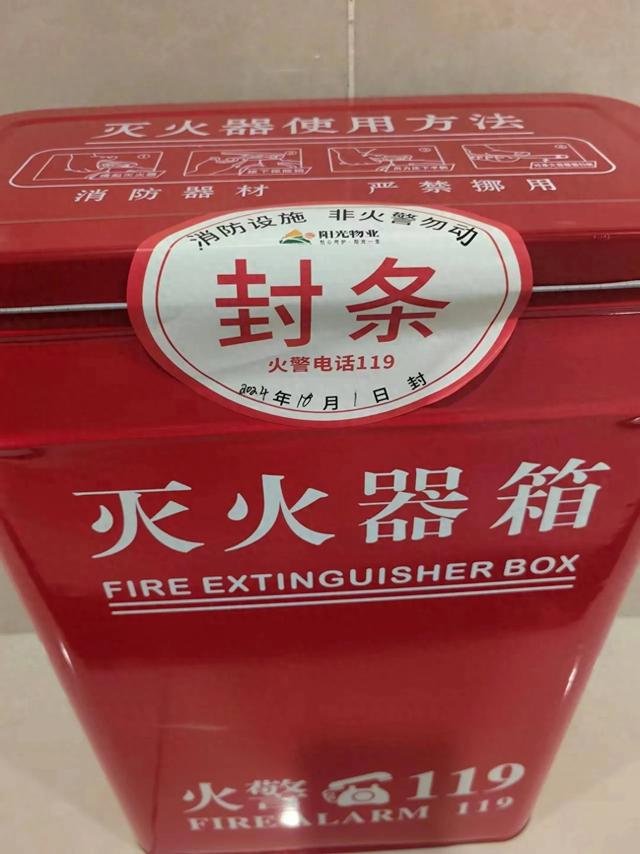 灭火器使用方法
消防器材 严禁挪用
消防设施 非火警勿动
阳光物业
封条
火警电话119
2024年10月1日 封
灭火器箱
FIRE EXTINGUISHER BOX
火警 119
FIRE ALARM 119